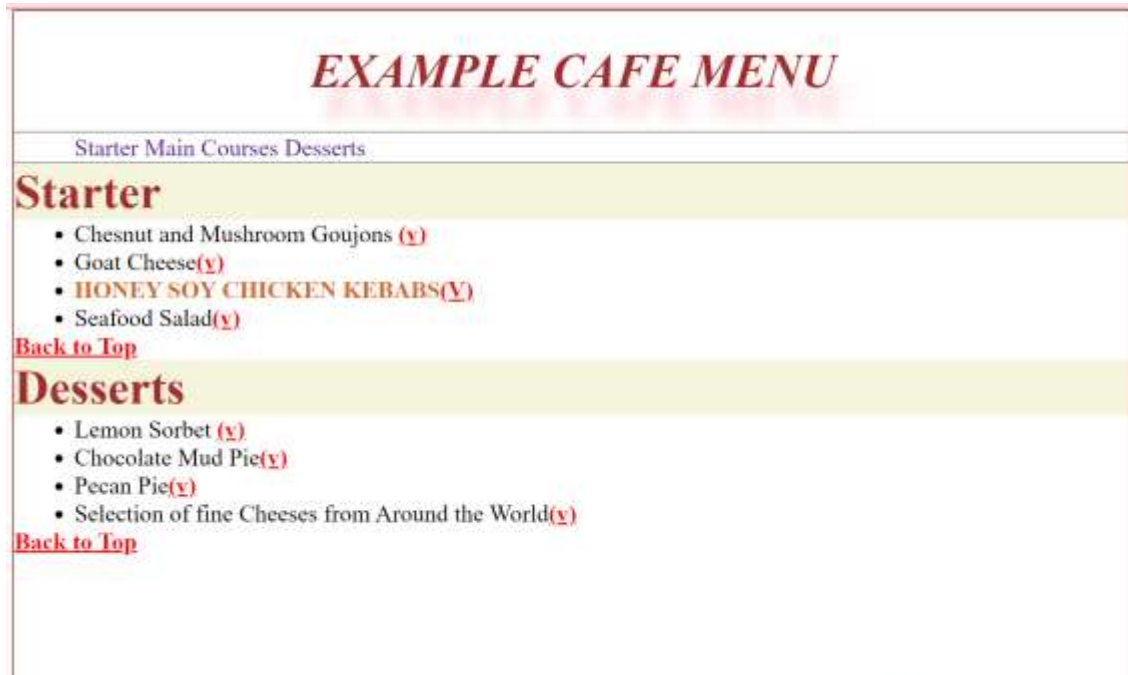 EXAMPLE CAFE MENU
Starter Main Courses Desserts
Starter
Chesnut and Mushroom Goujons (v)
Goat Cheese(v)
HONEY SOY CHICKEN KEBABS(V)
Seafood Salad(v)
Back to Top
Desserts
Lemon Sorbet (v)
Chocolate Mud Pie(v)
Pecan Pie(v)
Selection of fine Cheeses from Around the World(v)
Back to Top